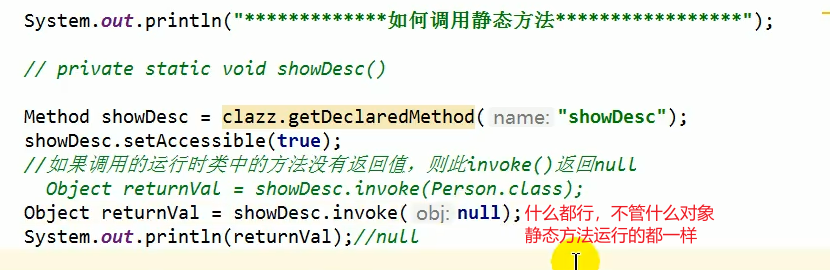 System.out.println("*************如何调用静态方法*****************");
// private static void showDesc()
Method showDesc = clazz.getDeclaredMethod( name: "showDesc");
showDesc.setAccessible(true);
//如果调用的运行时类中的方法没有返回值，则此invoke()返回null
Object returnVal = showDesc.invoke(Person.class);
Object returnVal = showDesc.invoke( obj: null);什么都行，不管什么对象
System.out.println(returnVal);//null 静态方法运行的都一样